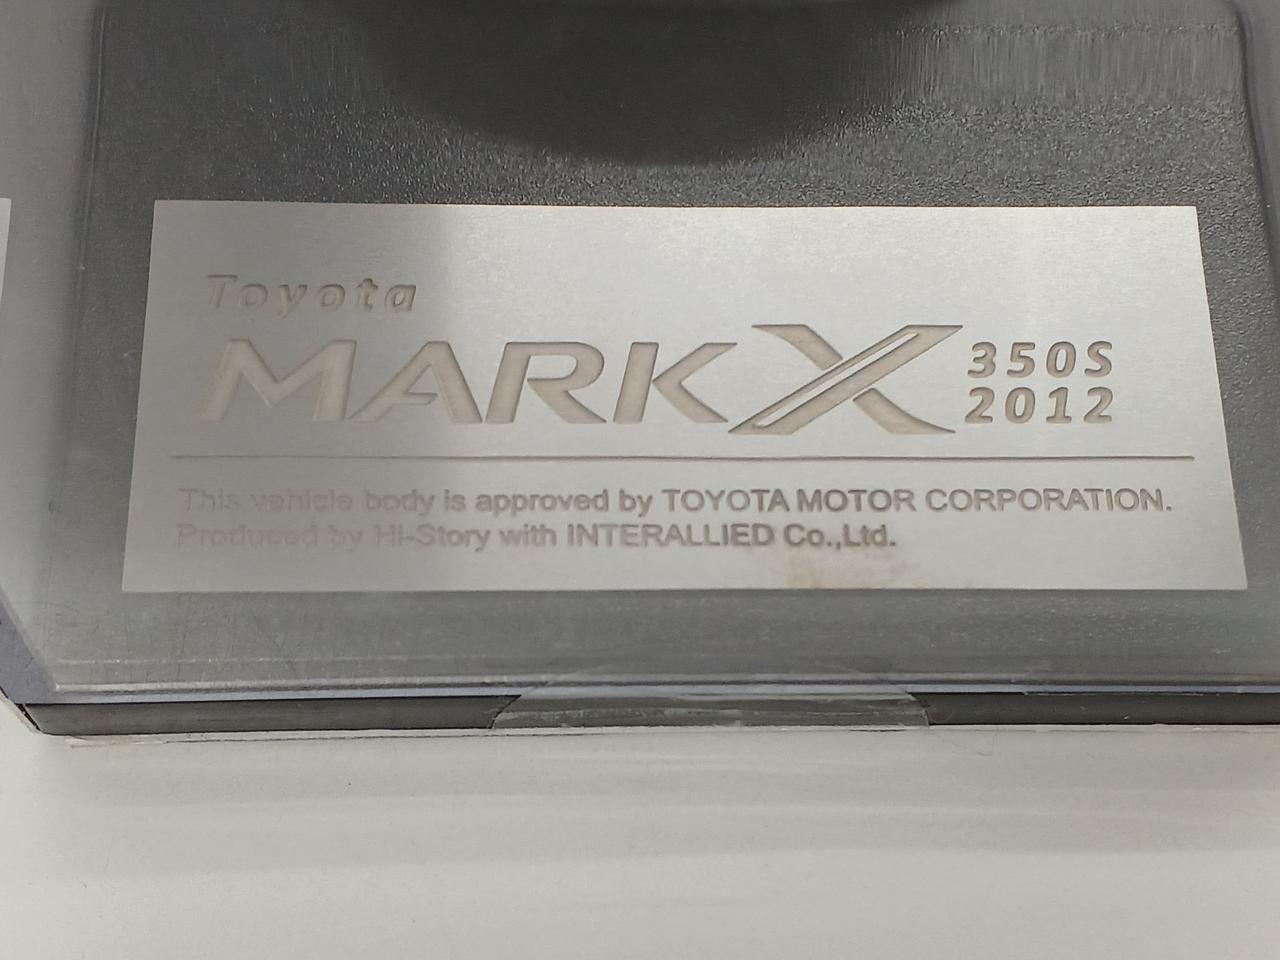 Toyota
MARK X 350S
2012
This vehicle body is approved by TOYOTA MOTOR CORPORATION.
Produced by Hi-Story with INTERALLIED Co.,Ltd.